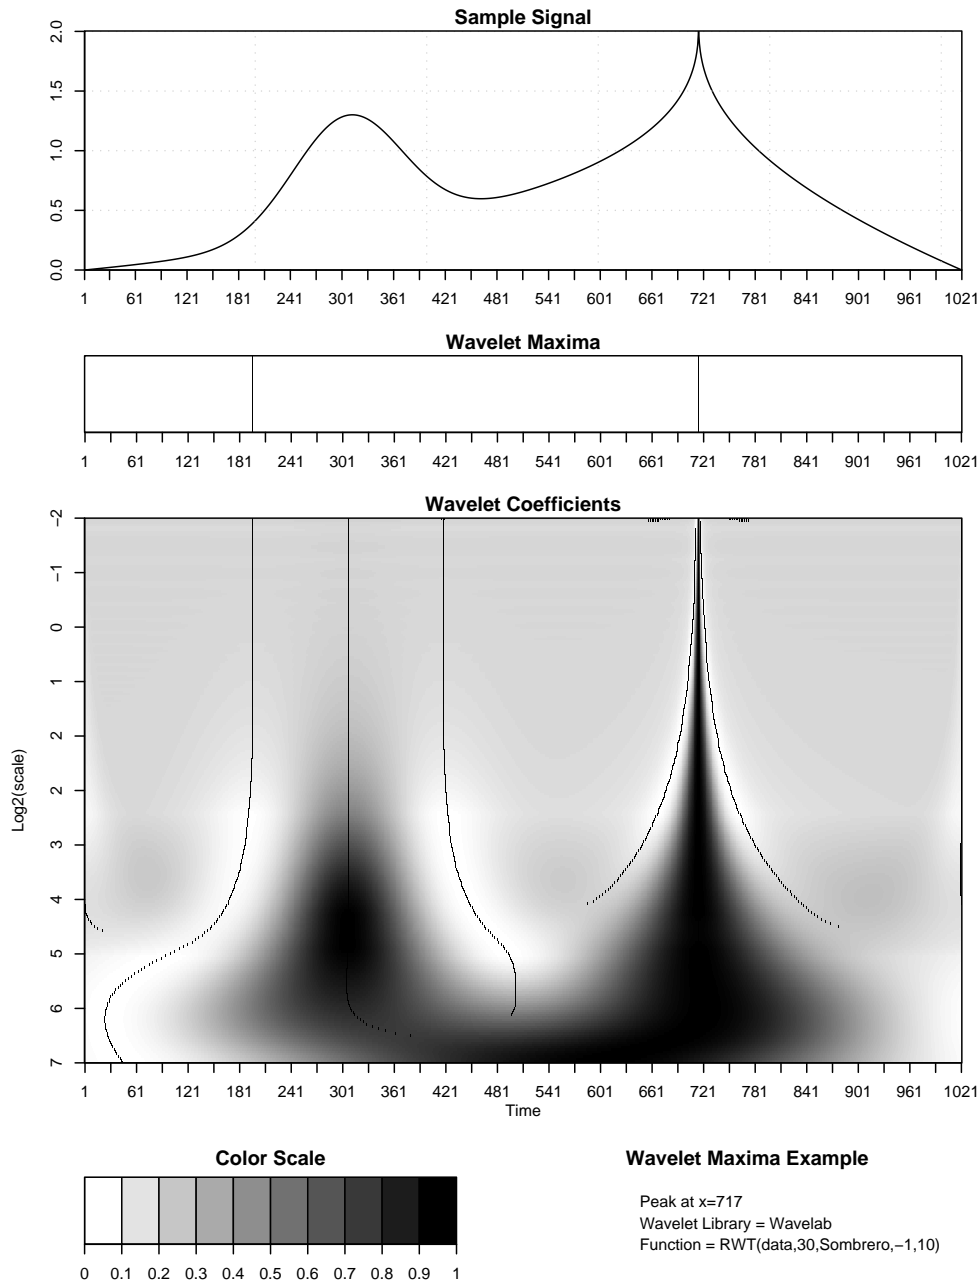 Sample Signal
2.0
1.5
1.0
0.5
0.0
1 61 121 181 241 301 361 421 481 541 601 661 721 781 841 901 961 1021
Wavelet Maxima
1 61 121 181 241 301 361 421 481 541 601 661 721 781 841 901 961 1021
Wavelet Coefficients
−2
−1
0
1
2
3
4
5
6
7
Log2(scale)
1 61 121 181 241 301 361 421 481 541 601 661 721 781 841 901 961 1021
Time
Color Scale
0 0.1 0.2 0.3 0.4 0.5 0.6 0.7 0.8 0.9 1
Wavelet Maxima Example
Peak at x=717
Wavelet Library = Wavelab
Function = RWT(data,30,Sombrero,−1,10)